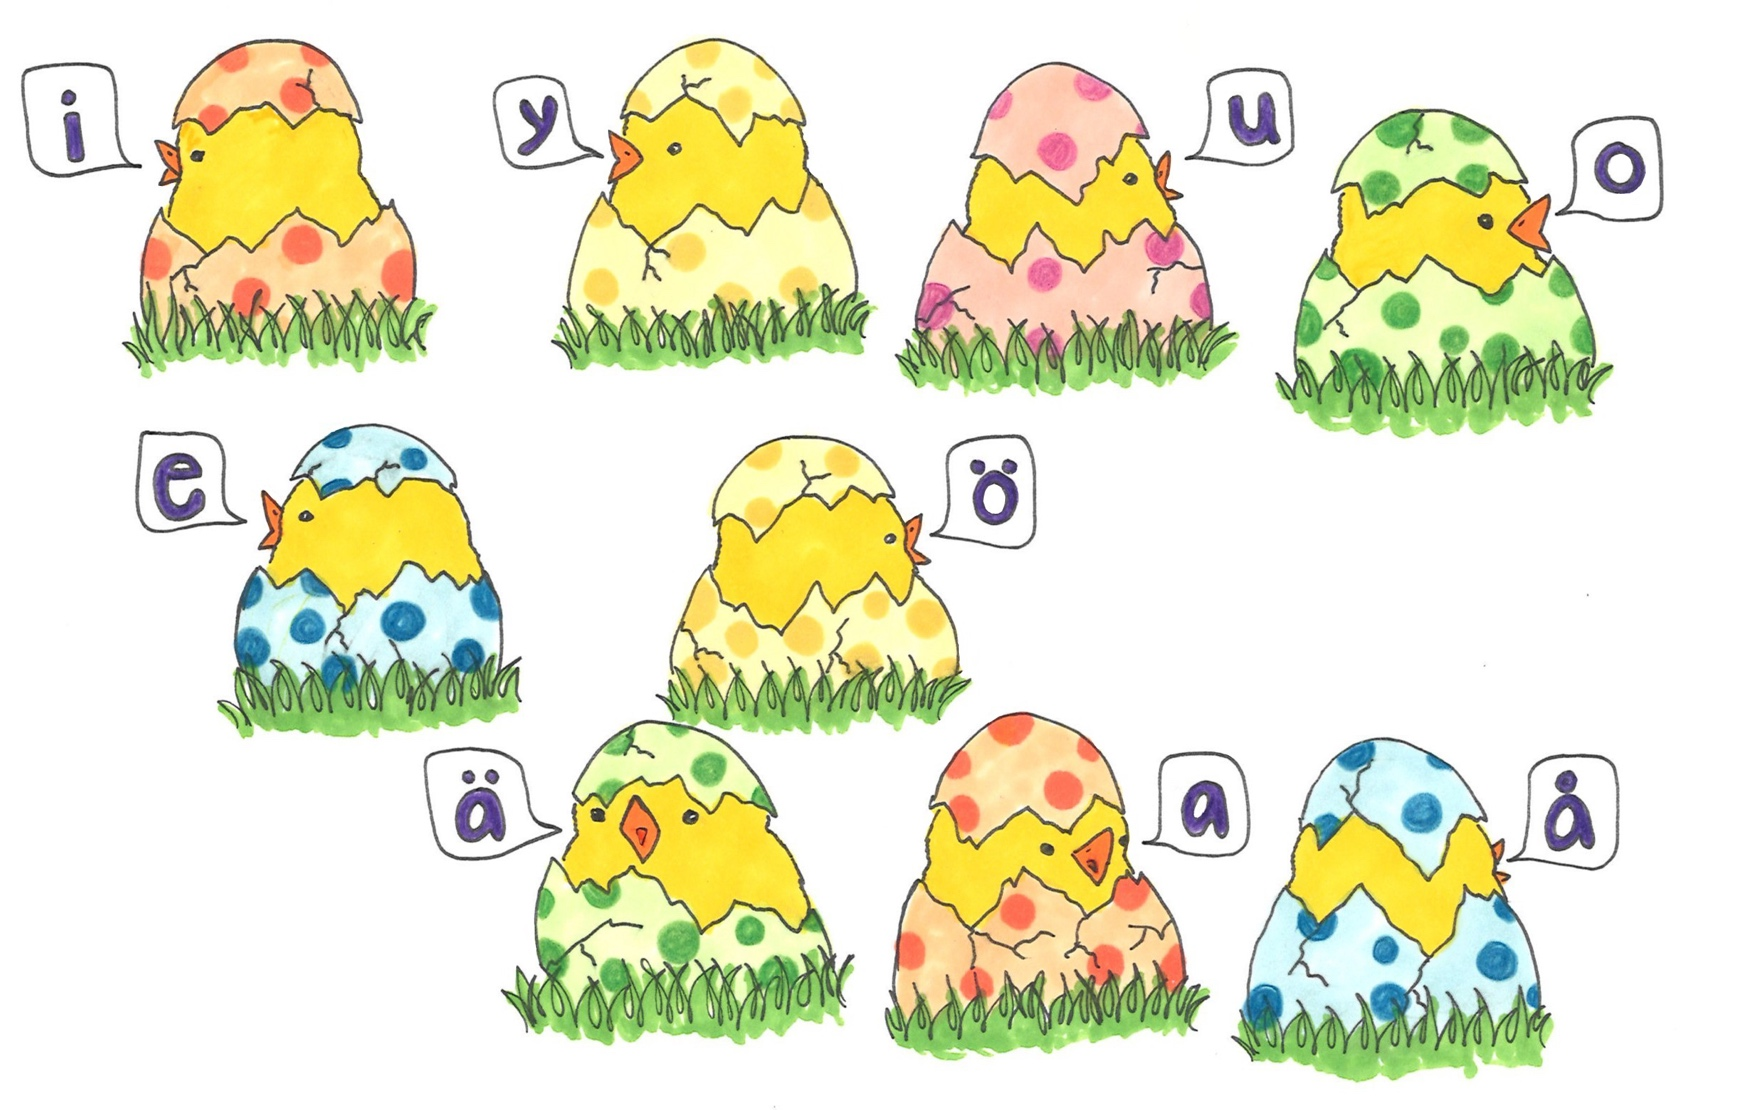 i y u o
e ö
ä a å